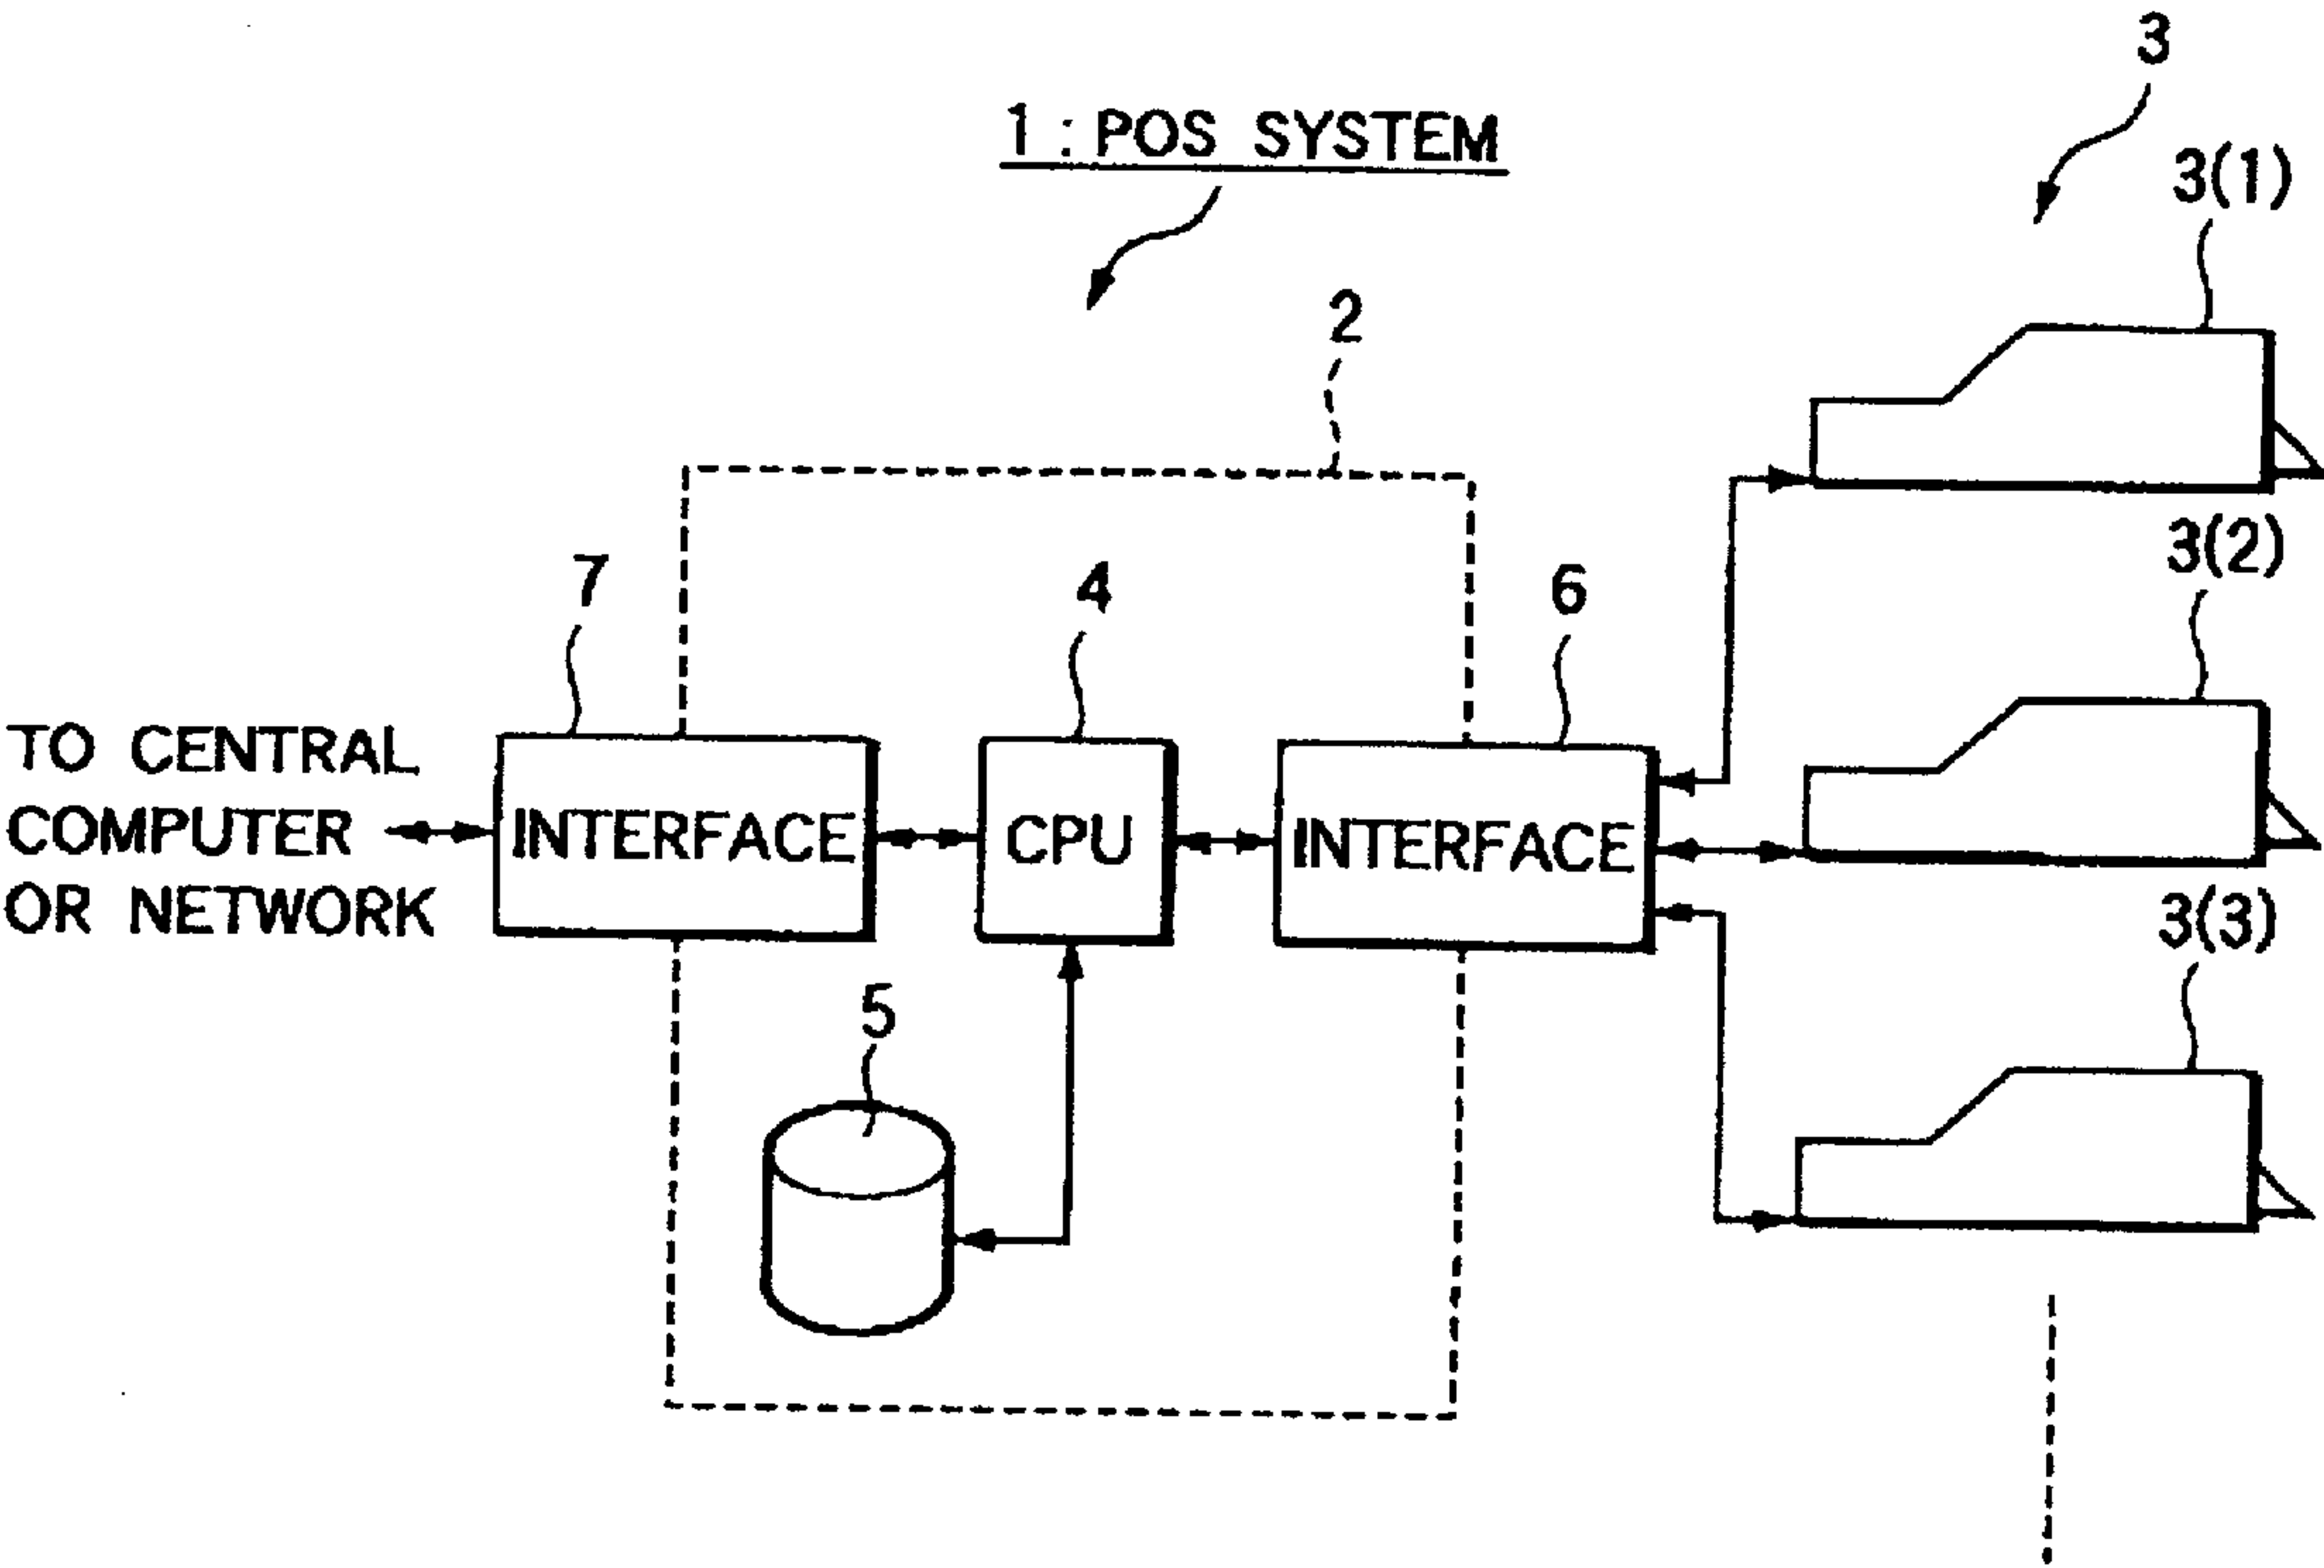 3
1 : POS SYSTEM
3(1)
2
3(2)
7
4
6
TO CENTRAL
COMPUTER
OR NETWORK
INTERFACE
CPU
INTERFACE
3(3)
5